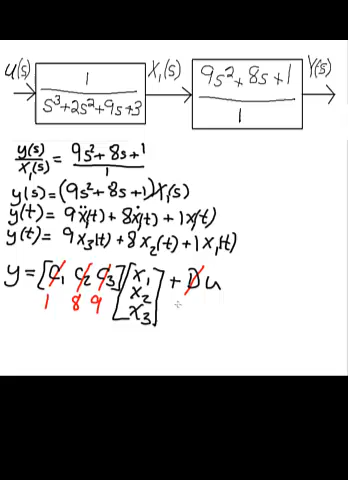 U(s) 1 X₁(s) 9s²+8s+1 Y(s)
s³+2s²+9s+3 1
y(s)/x₁(s) = 9s²+8s+1/1
y(s)=(9s²+8s+1)X₁(s)
y(t)= 9ẍ(t)+8ẋ(t)+1x(t)
y(t)= 9x₃(t)+8x₂(t)+1x₁(t)
y=[c₁ c₂ c₃][x₁ x₂ x₃]+Du
1 8 9